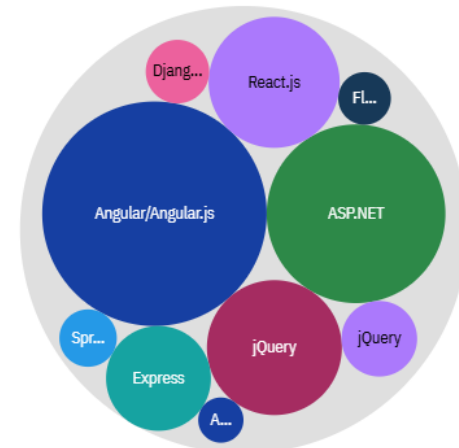 React.js
Djang...
Fl...
Angular/Angular.js
ASP.NET
Spr...
jQuery
jQuery
Express
A...